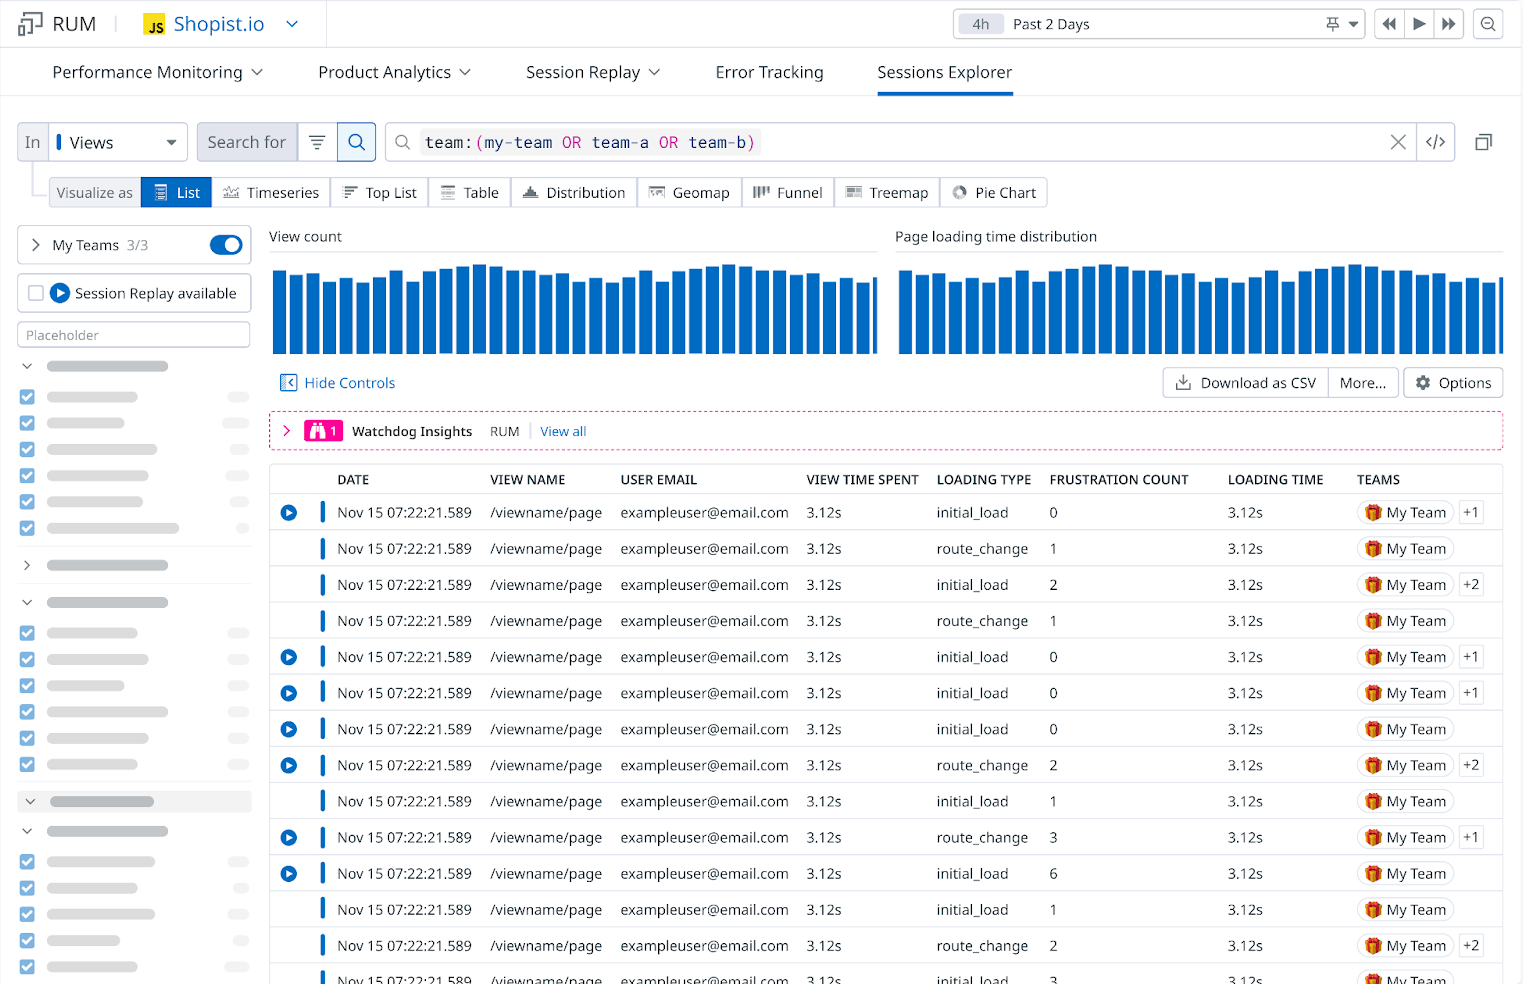 RUM JS Shopist.io 4h Past 2 Days
Performance Monitoring Product Analytics Session Replay Error Tracking Sessions Explorer
In Views Search for team:(my-team OR team-a OR team-b) </>
Visualize as List Timeseries Top List Table Distribution Geomap Funnel Treemap Pie Chart
My Teams 3/3
Session Replay available
Placeholder
View count Page loading time distribution
Hide Controls Download as CSV More... Options
1 Watchdog Insights RUM View all
DATE VIEW NAME USER EMAIL VIEW TIME SPENT LOADING TYPE FRUSTRATION COUNT LOADING TIME TEAMS
Nov 15 07:22:21.589 /viewname/page exampleuser@email.com 3.12s initial_load 0 3.12s My Team +1
Nov 15 07:22:21.589 /viewname/page exampleuser@email.com 3.12s route_change 1 3.12s My Team
Nov 15 07:22:21.589 /viewname/page exampleuser@email.com 3.12s initial_load 2 3.12s My Team +2
Nov 15 07:22:21.589 /viewname/page exampleuser@email.com 3.12s route_change 1 3.12s My Team
Nov 15 07:22:21.589 /viewname/page exampleuser@email.com 3.12s initial_load 0 3.12s My Team +1
Nov 15 07:22:21.589 /viewname/page exampleuser@email.com 3.12s initial_load 0 3.12s My Team +1
Nov 15 07:22:21.589 /viewname/page exampleuser@email.com 3.12s initial_load 0 3.12s My Team
Nov 15 07:22:21.589 /viewname/page exampleuser@email.com 3.12s route_change 2 3.12s My Team +2
Nov 15 07:22:21.589 /viewname/page exampleuser@email.com 3.12s initial_load 1 3.12s My Team
Nov 15 07:22:21.589 /viewname/page exampleuser@email.com 3.12s route_change 3 3.12s My Team +1
Nov 15 07:22:21.589 /viewname/page exampleuser@email.com 3.12s initial_load 6 3.12s My Team
Nov 15 07:22:21.589 /viewname/page exampleuser@email.com 3.12s initial_load 1 3.12s My Team
Nov 15 07:22:21.589 /viewname/page exampleuser@email.com 3.12s route_change 2 3.12s My Team +2
Nov 15 07:22:21.589 /viewname/page exampleuser@email.com 3.12s initial_load 3 3.12s My Team